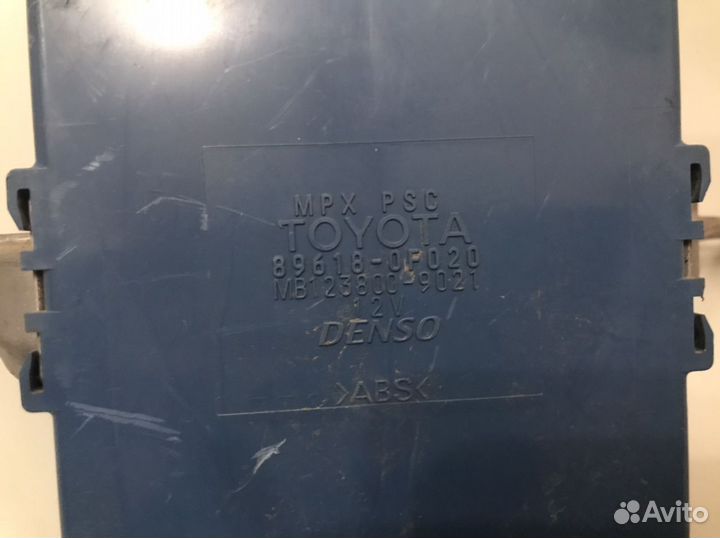 MPX PSC
TOYOTA
89618-0F020
MB123800-9021
12V
DENSO
>ABS<
Avito